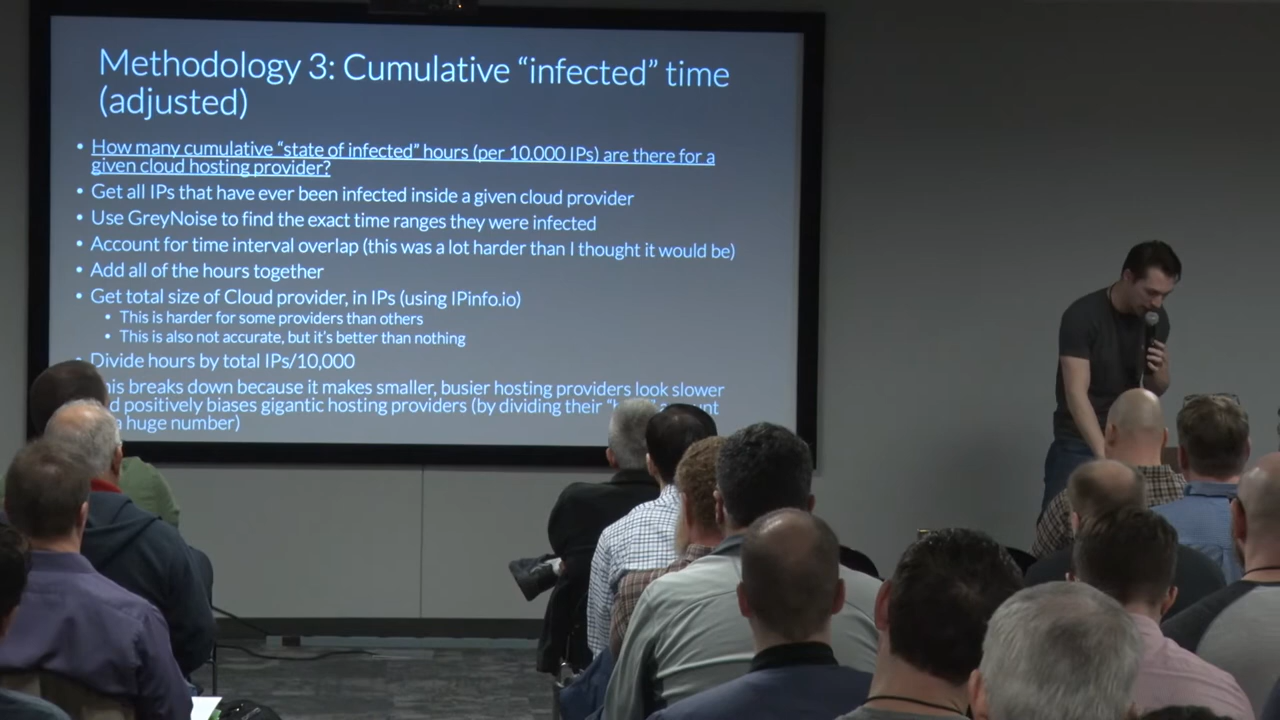 Methodology 3: Cumulative “infected” time
(adjusted)
• How many cumulative “state of infected” hours (per 10,000 IPs) are there for a
given cloud hosting provider?
• Get all IPs that have ever been infected inside a given cloud provider
• Use GreyNoise to find the exact time ranges they were infected
• Account for time interval overlap (this was a lot harder than I thought it would be)
• Add all of the hours together
• Get total size of Cloud provider, in IPs (using IPinfo.io)
• This is harder for some providers than others
• This is also not accurate, but it's better than nothing
• Divide hours by total IPs/10,000
breaks down because it makes smaller, busier hosting providers look slower
positively biases gigantic hosting providers (by dividing their
a huge number)